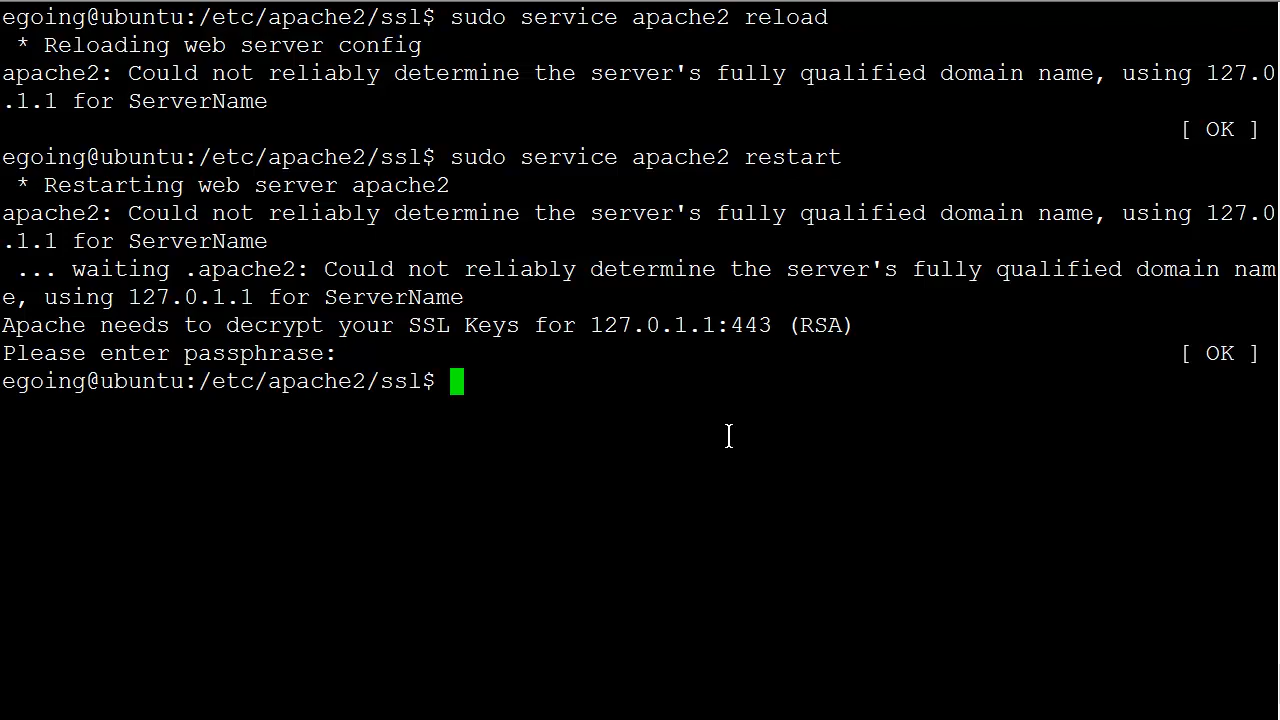 egoing@ubuntu:/etc/apache2/ssl$ sudo service apache2 reload
 * Reloading web server config
apache2: Could not reliably determine the server's fully qualified domain name, using 127.0
.1.1 for ServerName
[ OK ]
egoing@ubuntu:/etc/apache2/ssl$ sudo service apache2 restart
 * Restarting web server apache2
apache2: Could not reliably determine the server's fully qualified domain name, using 127.0
.1.1 for ServerName
 ... waiting .apache2: Could not reliably determine the server's fully qualified domain nam
e, using 127.0.1.1 for ServerName
Apache needs to decrypt your SSL Keys for 127.0.1.1:443 (RSA)
Please enter passphrase: [ OK ]
egoing@ubuntu:/etc/apache2/ssl$